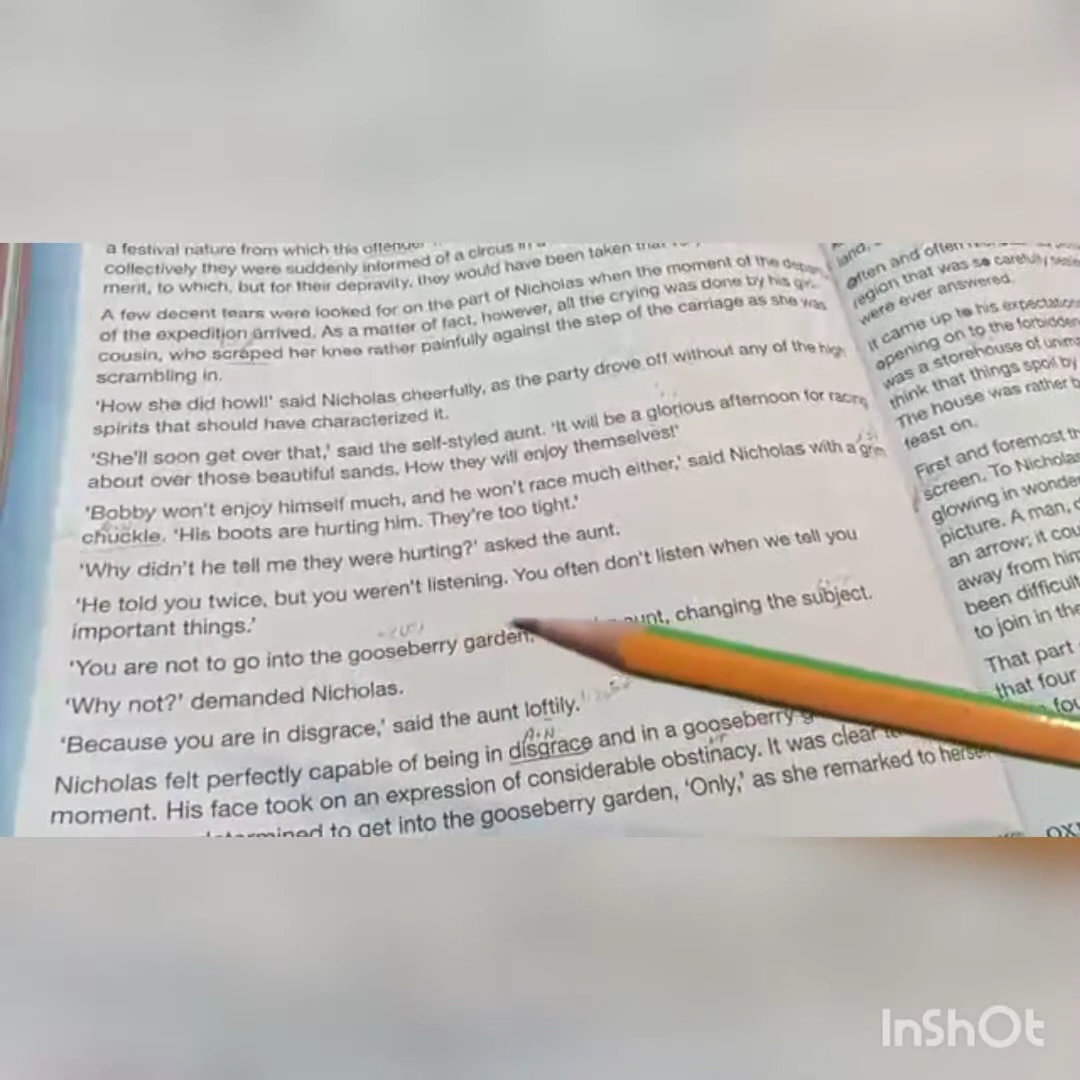 a festival nature from which the offender
collectively they were suddenly informed of a circus in a
merit, to which, but for their depravity, they would have been taken that
A few decent tears were looked for on the part of Nicholas when the moment of the
of the expedition arrived. As a matter of fact, however, all the crying was done by his
cousin, who scraped her knee rather painfully against the step of the carriage as she was
scrambling in.
'How she did howl!' said Nicholas cheerfully, as the party drove off without any of the high
spirits that should have characterized it.
'She'll soon get over that,' said the self-styled aunt. 'It will be a glorious afternoon for racing
about over those beautiful sands. How they will enjoy themselves!'
'Bobby won't enjoy himself much, and he won't race much either,' said Nicholas with a grim
chuckle. 'His boots are hurting him. They're too tight.'
'Why didn't he tell me they were hurting?' asked the aunt.
'He told you twice, but you weren't listening. You often don't listen when we tell you
important things.'
'You are not to go into the gooseberry garden, aunt, changing the subject.
'Why not?' demanded Nicholas.
'Because you are in disgrace,' said the aunt loftily.
A+N
Nicholas felt perfectly capable of being in disgrace and in a gooseberry
moment. His face took on an expression of considerable obstinacy. It was clear
determined to get into the gooseberry garden, 'Only,' as she remarked to
land,
often and often
region that was so carefully
were ever answered.
It came up to his expectations
opening on to the forbidden
was a storehouse of
think that things spoil by
The house was rather
feast on.
First and foremost
screen. To Nicholas
glowing in
picture. A man,
an arrow; it
away from him
been difficult
to join in the
That part
that four
InShOt